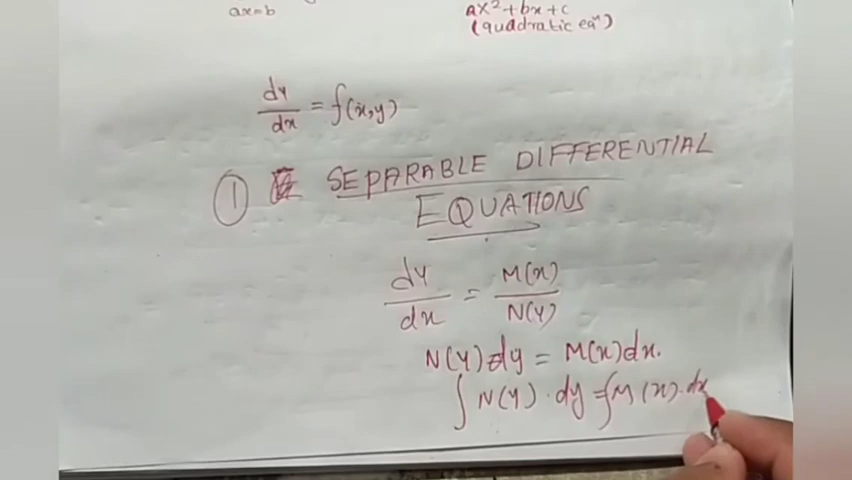 ax=b
ax²+bx+c
(quadratic eqⁿ)
dy/dx = f(x,y)
① SEPARABLE DIFFERENTIAL
EQUATIONS
dy/dx = M(x)/N(y)
N(y) dy = M(x)dx.
∫ N(y) . dy = ∫ M(x). dx